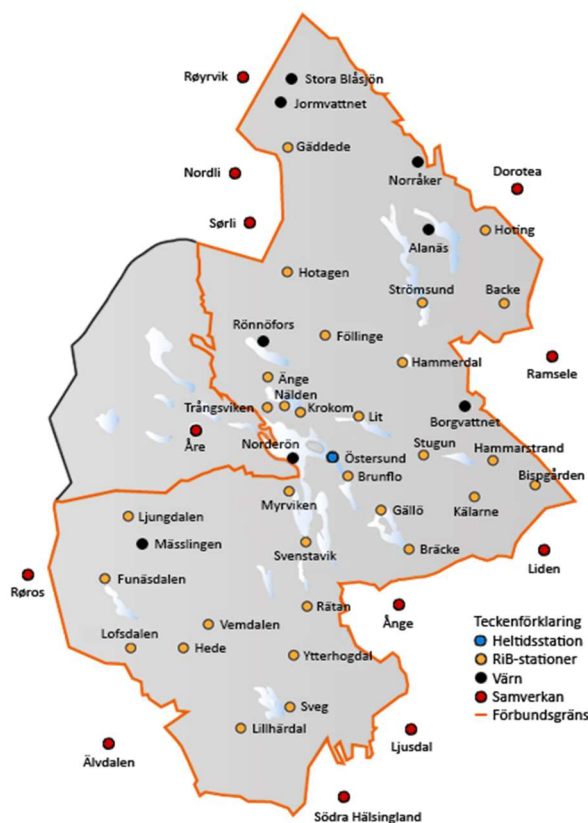 Røyrvik
Stora Blåsjön
Jormvattnet
Gäddede
Nordli
Norråker
Dorotea
Sørli
Alanäs
Hoting
Hotagen
Strömsund
Backe
Rönnöfors
Föllinge
Hammerdal
Ramsele
Änge
Nälden
Trångsviken
Krokom
Lit
Borgvattnet
Åre
Norderön
Östersund
Stugun
Hammarstrand
Brunflo
Bispgården
Myrviken
Kälarne
Ljungdalen
Gällö
Mässlingen
Svenstavik
Bräcke
Liden
Røros
Funäsdalen
Rätan
Ånge
Vemdalen
Lofsdalen
Hede
Ytterhogdal
Teckenförklaring
Heltidsstation
RiB-stationer
Värn
Samverkan
Förbundsgräns
Sveg
Lillhärdal
Ljusdal
Älvdalen
Södra Hälsingland